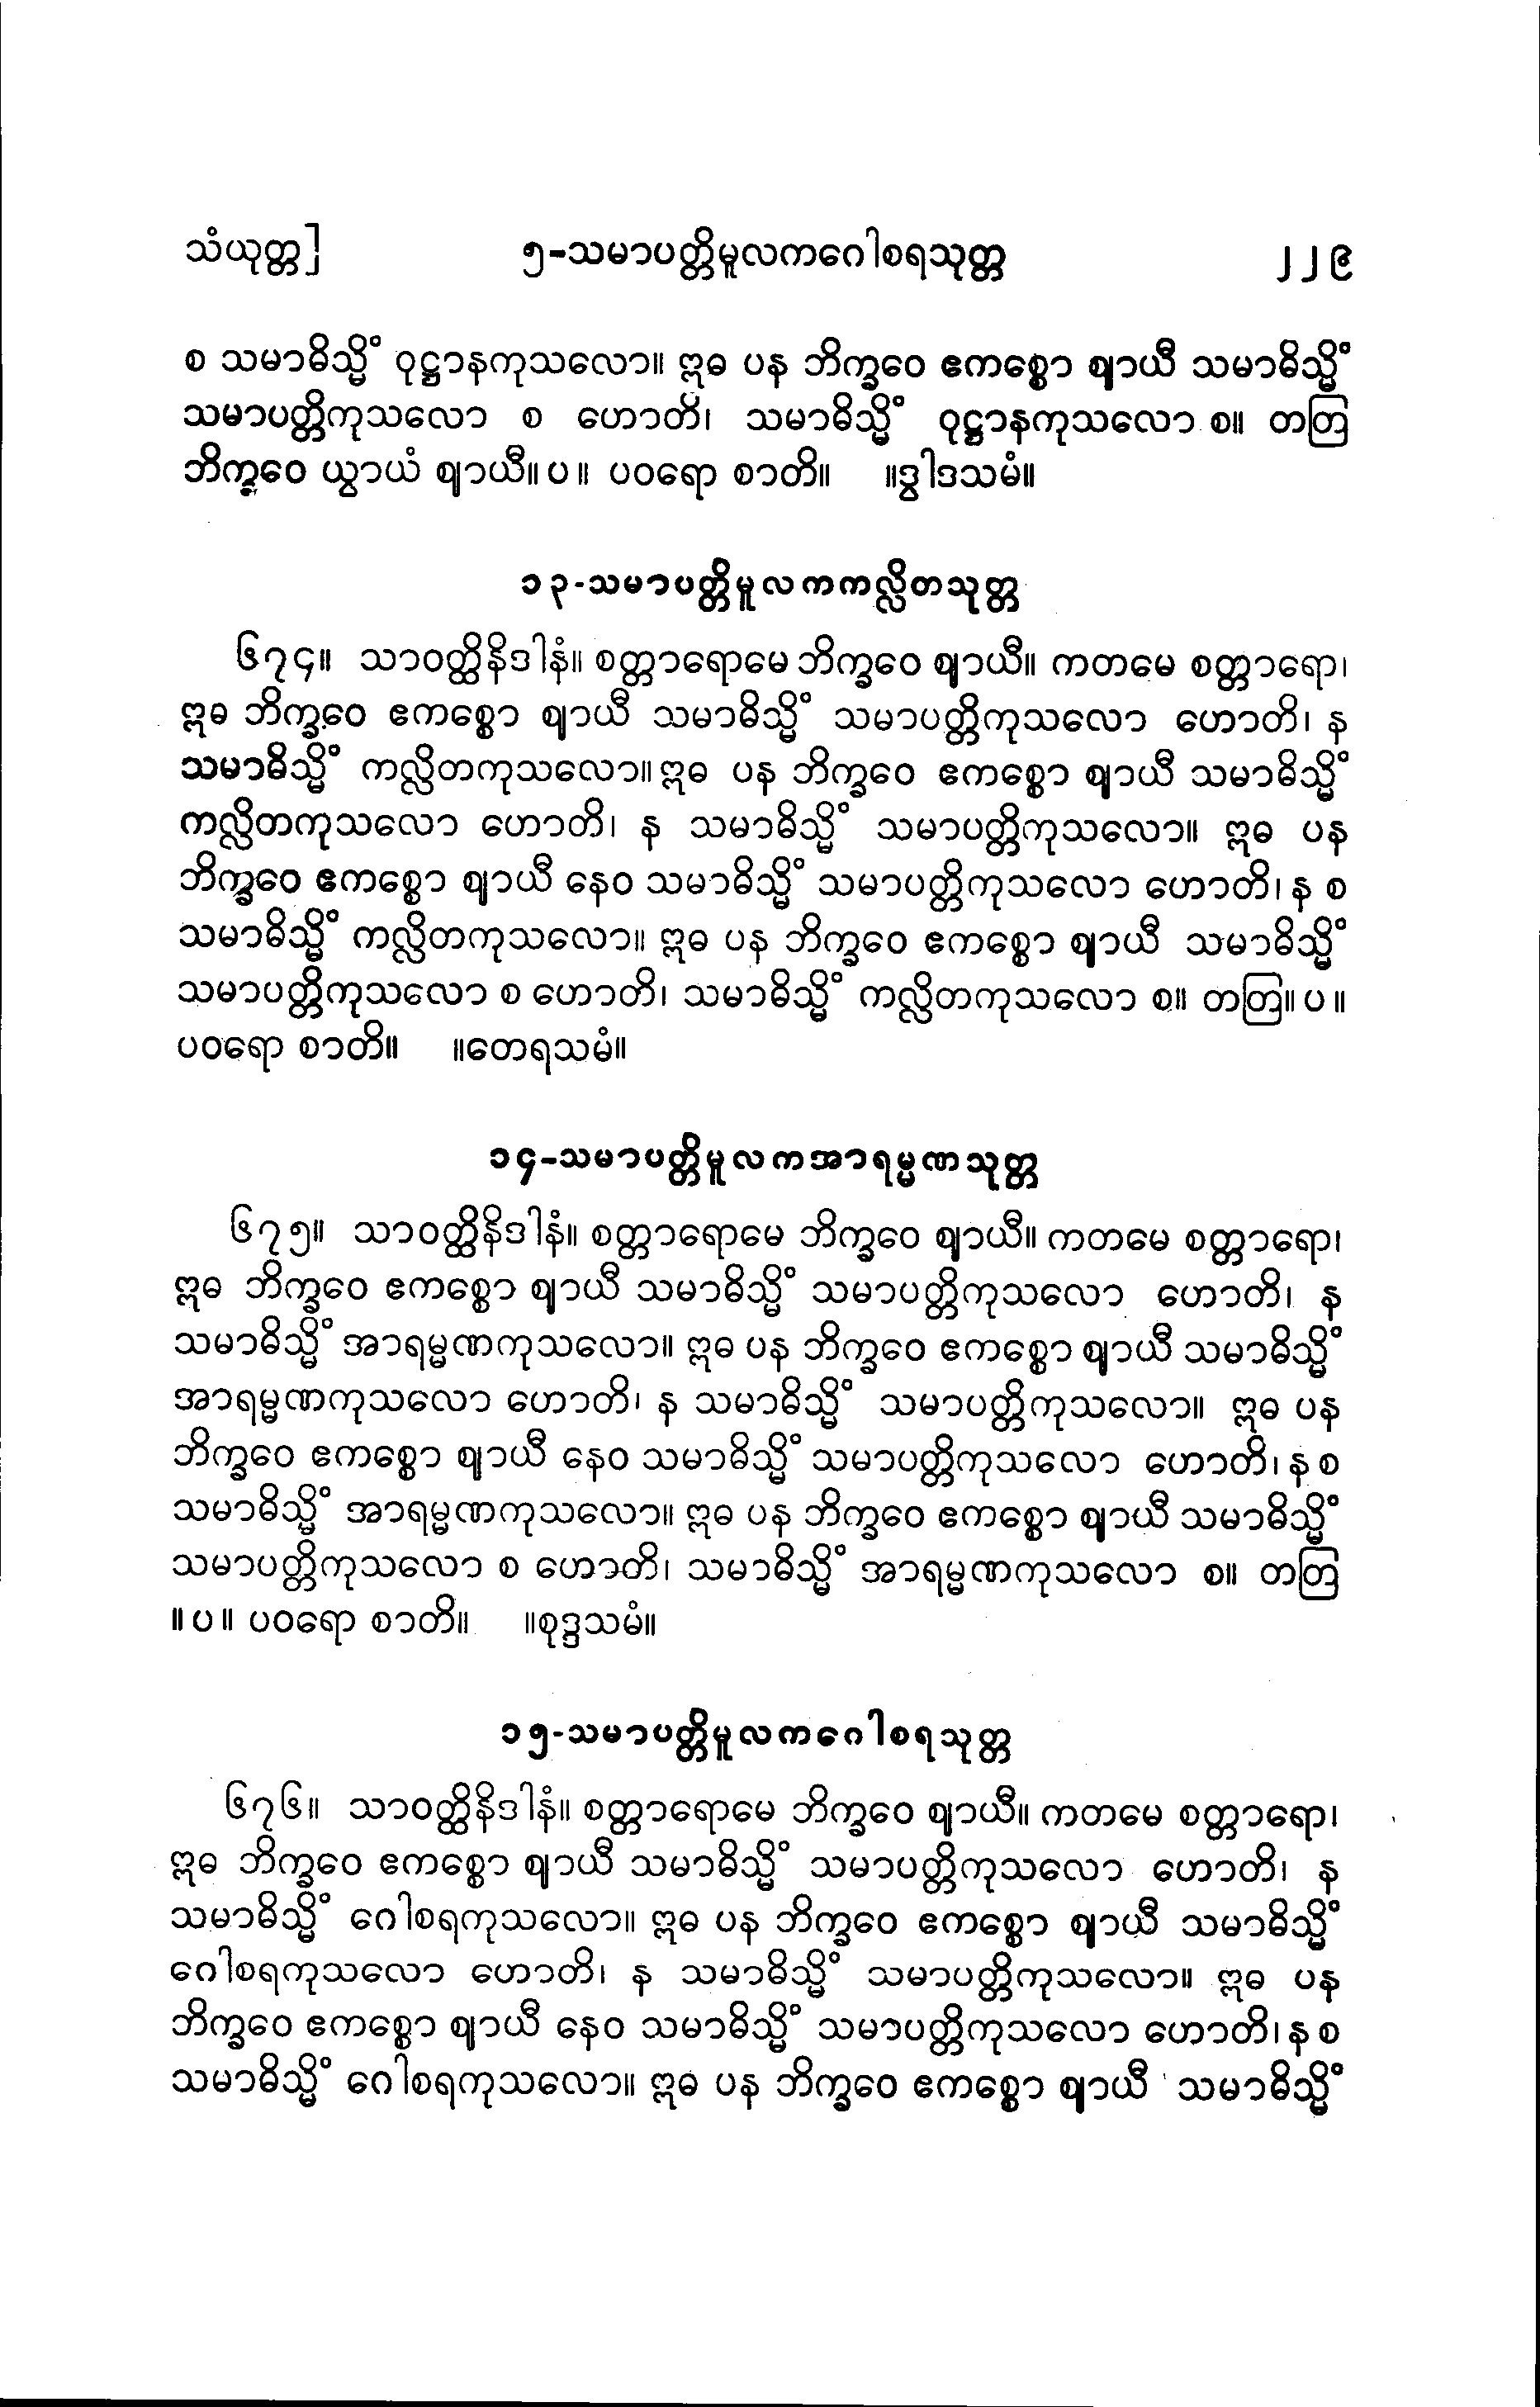 သံယုတ္တ] ၅-သမာပတ္တိမူလကဂေါစရသုတ္တ ၂၂၉
စ သမာဓိသ္မိံ ဝုဋ္ဌာနကုသလော။ ဣဓ ပန ဘိက္ခဝေ ဧကစ္စော ဈာယီ သမာဓိသ္မိံ
သမာပတ္တိကုသလော စ ဟောတိ၊ သမာဓိသ္မိံ ဝုဋ္ဌာနကုသလော စ။ တတြ
ဘိက္ခဝေ ယွာယံ ဈာယီ။ပ။ ပဝရော စာတိ။ ။ဒွါဒသမံ။
၁၃-သမာပတ္တိမူလကကလ္လိတသုတ္တ
၆၇၄။ သာဝတ္ထိနိဒါနံ။ စတ္တာရောမေ ဘိက္ခဝေ ဈာယီ။ ကတမေ စတ္တာရော၊
ဣဓ ဘိက္ခဝေ ဧကစ္စော ဈာယီ သမာဓိသ္မိံ သမာပတ္တိကုသလော ဟောတိ၊ န
သမာဓိသ္မိံ ကလ္လိတကုသလော။ ဣဓ ပန ဘိက္ခဝေ ဧကစ္စော ဈာယီ သမာဓိသ္မိံ
ကလ္လိတကုသလော ဟောတိ၊ န သမာဓိသ္မိံ သမာပတ္တိကုသလော။ ဣဓ ပန
ဘိက္ခဝေ ဧကစ္စော ဈာယီ နေဝ သမာဓိသ္မိံ သမာပတ္တိကုသလော ဟောတိ၊ န စ
သမာဓိသ္မိံ ကလ္လိတကုသလော။ ဣဓ ပန ဘိက္ခဝေ ဧကစ္စော ဈာယီ သမာဓိသ္မိံ
သမာပတ္တိကုသလော စ ဟောတိ၊ သမာဓိသ္မိံ ကလ္လိတကုသလော စ။ တတြ။ပ။
ပဝရော စာတိ။ ။တေရသမံ။
၁၄-သမာပတ္တိမူလကအာရမ္မဏသုတ္တ
၆၇၅။ သာဝတ္ထိနိဒါနံ။ စတ္တာရောမေ ဘိက္ခဝေ ဈာယီ။ ကတမေ စတ္တာရော၊
ဣဓ ဘိက္ခဝေ ဧကစ္စော ဈာယီ သမာဓိသ္မိံ သမာပတ္တိကုသလော ဟောတိ၊ န
သမာဓိသ္မိံ အာရမ္မဏကုသလော။ ဣဓ ပန ဘိက္ခဝေ ဧကစ္စော ဈာယီ သမာဓိသ္မိံ
အာရမ္မဏကုသလော ဟောတိ၊ န သမာဓိသ္မိံ သမာပတ္တိကုသလော။ ဣဓ ပန
ဘိက္ခဝေ ဧကစ္စော ဈာယီ နေဝ သမာဓိသ္မိံ သမာပတ္တိကုသလော ဟောတိ၊ န စ
သမာဓိသ္မိံ အာရမ္မဏကုသလော။ ဣဓ ပန ဘိက္ခဝေ ဧကစ္စော ဈာယီ သမာဓိသ္မိံ
သမာပတ္တိကုသလော စ ဟောတိ၊ သမာဓိသ္မိံ အာရမ္မဏကုသလော စ။ တတြ
။ပ။ ပဝရော စာတိ။ ။စုဒ္ဒသမံ။
၁၅-သမာပတ္တိမူလကဂေါစရသုတ္တ
၆၇၆။ သာဝတ္ထိနိဒါနံ။ စတ္တာရောမေ ဘိက္ခဝေ ဈာယီ။ ကတမေ စတ္တာရော၊
ဣဓ ဘိက္ခဝေ ဧကစ္စော ဈာယီ သမာဓိသ္မိံ သမာပတ္တိကုသလော ဟောတိ၊ န
သမာဓိသ္မိံ ဂေါစရကုသလော။ ဣဓ ပန ဘိက္ခဝေ ဧကစ္စော ဈာယီ သမာဓိသ္မိံ
ဂေါစရကုသလော ဟောတိ၊ န သမာဓိသ္မိံ သမာပတ္တိကုသလော။ ဣဓ ပန
ဘိက္ခဝေ ဧကစ္စော ဈာယီ နေဝ သမာဓိသ္မိံ သမာပတ္တိကုသလော ဟောတိ၊ န စ
သမာဓိသ္မိံ ဂေါစရကုသလော။ ဣဓ ပန ဘိက္ခဝေ ဧကစ္စော ဈာယီ သမာဓိသ္မိံ